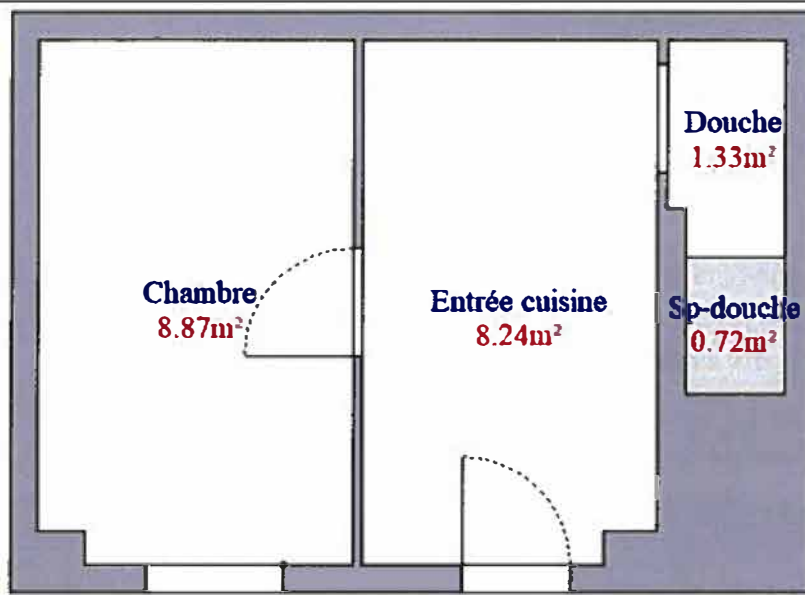 Douche
1.33m²
Chambre
8.87m²
Entrée cuisine
8.24m²
Sp-douche
0.72m²